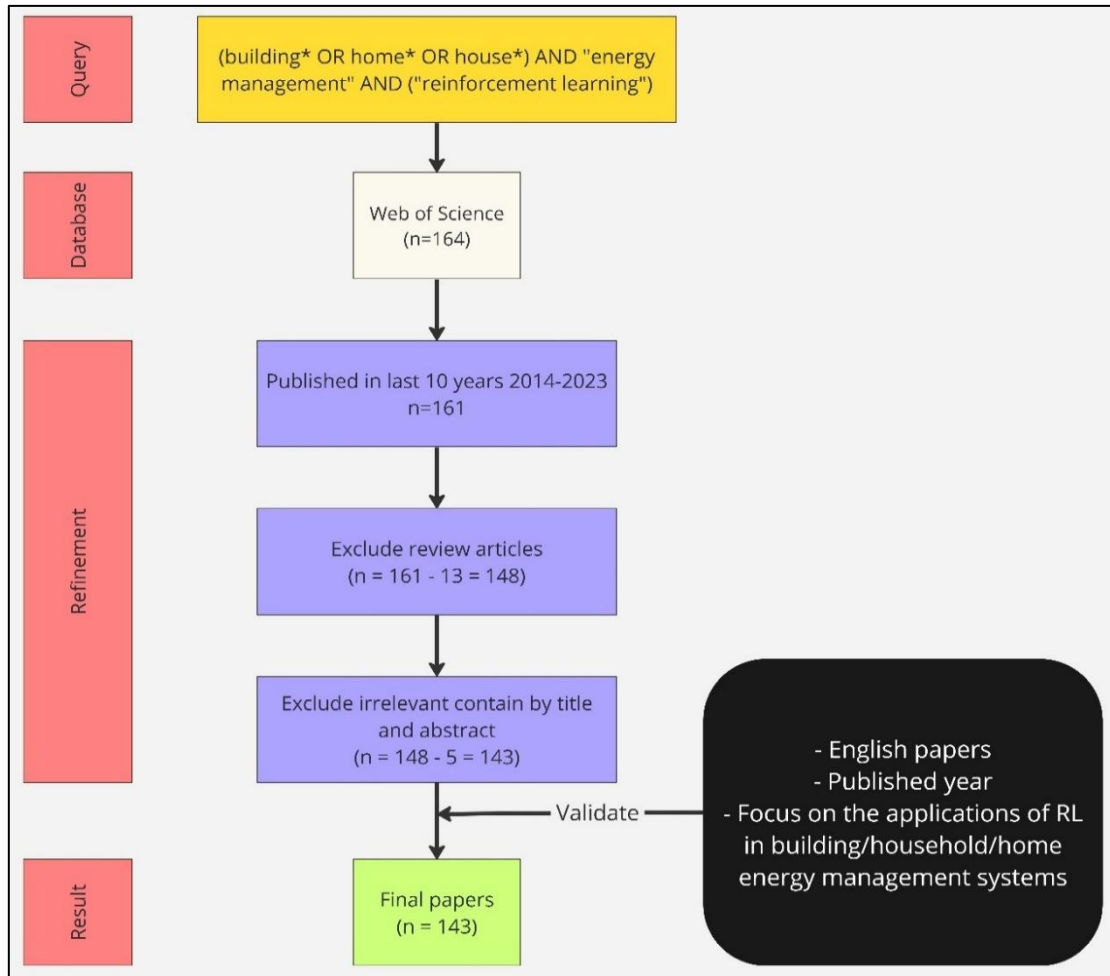 Query
(building* OR home* OR house*) AND "energy
management" AND ("reinforcement learning")
Database
Web of Science
(n=164)
Refinement
Published in last 10 years 2014-2023
n=161
Exclude review articles
(n = 161 - 13 = 148)
Exclude irrelevant contain by title
and abstract
(n = 148 - 5 = 143)
Validate
- English papers
- Published year
- Focus on the applications of RL
in building/household/home
energy management systems
Result
Final papers
(n = 143)